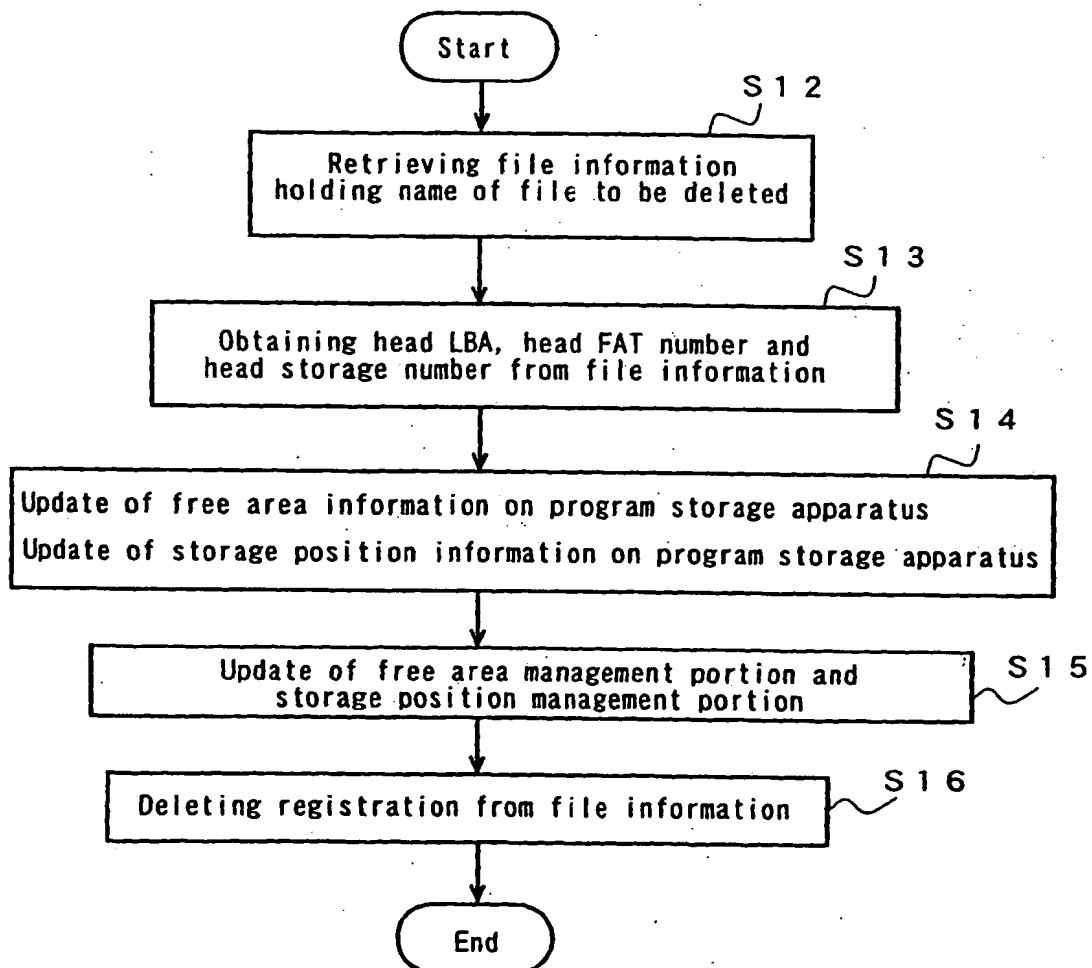 Start
S12
Retrieving file information
holding name of file to be deleted
S13
Obtaining head LBA, head FAT number and
head storage number from file information
S14
Update of free area information on program storage apparatus
Update of storage position information on program storage apparatus
S15
Update of free area management portion and
storage position management portion
S16
Deleting registration from file information
End